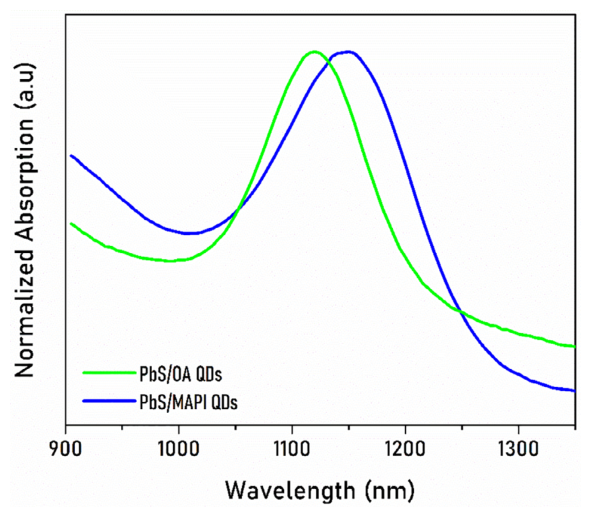 Normalized Absorption (a.u)
PbS/OA QDs
PbS/MAPI QDs
900 1000 1100 1200 1300
Wavelength (nm)